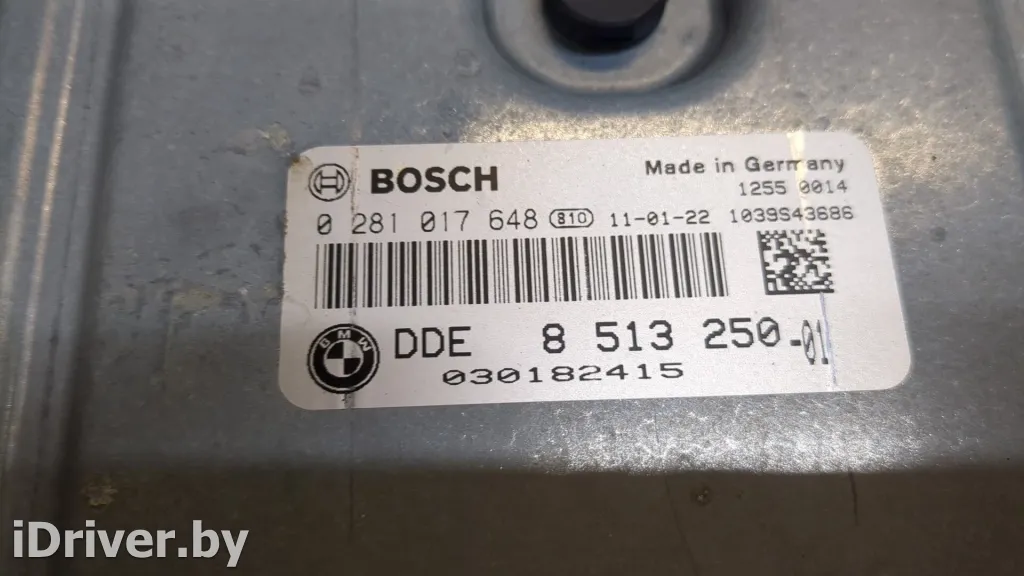 BOSCH
Made in Germany
1255 0014
0 281 017 648 810 11-01-22 1039S43686
BMW
DDE 8 513 250-01
030182415
iDriver.by